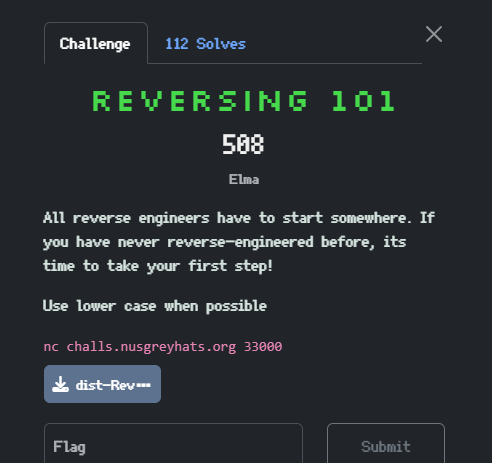 Challenge
112 Solves
REVERSING 101
508
Elma
All reverse engineers have to start somewhere. If
you have never reverse-engineered before, its
time to take your first step!
Use lower case when possible
nc challs.nusgreyhats.org 33000
dist-Rev…
Flag
Submit